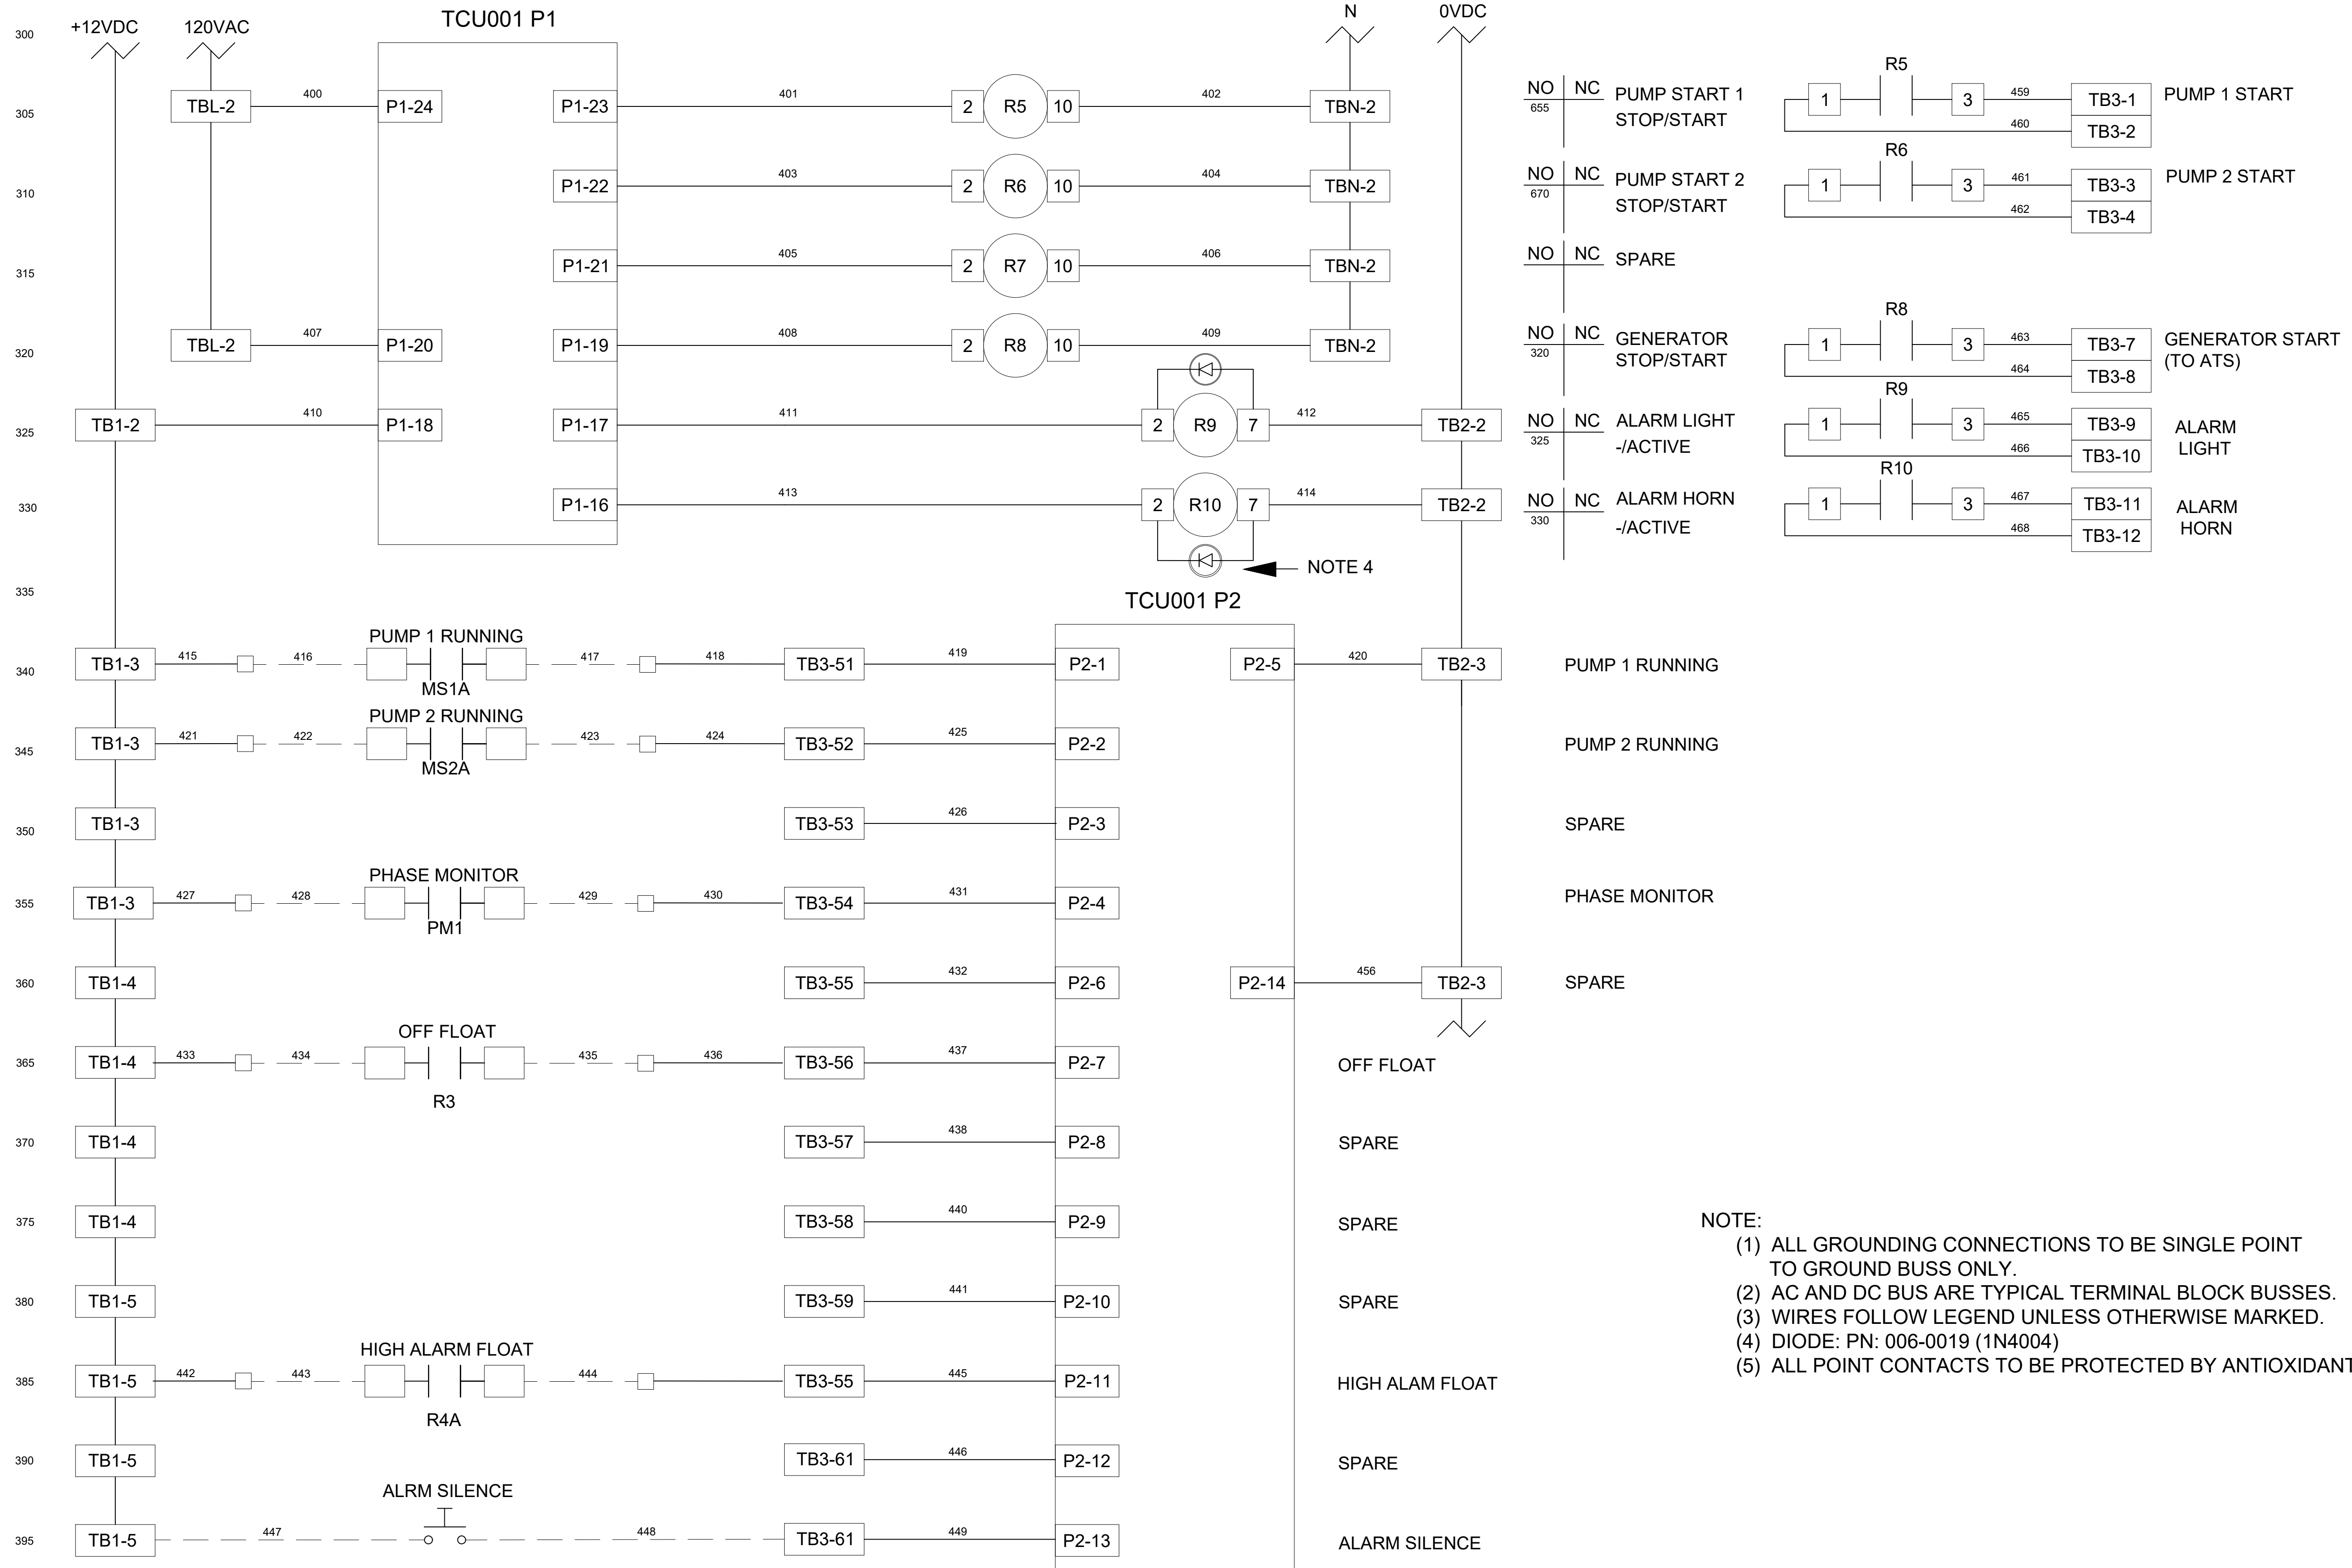 TCU001 P1
+12VDC 120VAC N 0VDC
300
305 TBL-2 400 P1-24 P1-23 401 2 R5 10 402 TBN-2
NO NC PUMP START 1
655 STOP/START
R5
1 3 459 TB3-1 PUMP 1 START
460 TB3-2
310 P1-22 403 2 R6 10 404 TBN-2
NO NC PUMP START 2
670 STOP/START
R6
1 3 461 TB3-3 PUMP 2 START
462 TB3-4
315 P1-21 405 2 R7 10 406 TBN-2
NO NC SPARE
320 TBL-2 407 P1-20 P1-19 408 2 R8 10 409 TBN-2
NO NC GENERATOR
320 STOP/START
R8
1 3 463 TB3-7 GENERATOR START
(TO ATS)
464 TB3-8
325 TB1-2 410 P1-18 P1-17 411 2 R9 7 412 TB2-2
NO NC ALARM LIGHT
325 -/ACTIVE
R9
1 3 465 TB3-9 ALARM
LIGHT
466 TB3-10
330 P1-16 413 2 R10 7 414 TB2-2
NO NC ALARM HORN
330 -/ACTIVE
R10
1 3 467 TB3-11 ALARM
HORN
468 TB3-12
NOTE 4
335
TCU001 P2
PUMP 1 RUNNING
340 TB1-3 415 416 417 418 TB3-51 419 P2-1 P2-5 420 TB2-3 PUMP 1 RUNNING
MS1A
PUMP 2 RUNNING
345 TB1-3 421 422 423 424 TB3-52 425 P2-2 PUMP 2 RUNNING
MS2A
350 TB1-3 TB3-53 426 P2-3 SPARE
PHASE MONITOR
355 TB1-3 427 428 429 430 TB3-54 431 P2-4 PHASE MONITOR
PM1
360 TB1-4 TB3-55 432 P2-6 P2-14 456 TB2-3 SPARE
OFF FLOAT
365 TB1-4 433 434 435 436 TB3-56 437 P2-7 OFF FLOAT
R3
370 TB1-4 TB3-57 438 P2-8 SPARE
375 TB1-4 TB3-58 440 P2-9 SPARE
380 TB1-5 TB3-59 441 P2-10 SPARE
HIGH ALARM FLOAT
385 TB1-5 442 443 444 TB3-55 445 P2-11 HIGH ALAM FLOAT
R4A
390 TB1-5 TB3-61 446 P2-12 SPARE
ALRM SILENCE
395 TB1-5 447 448 TB3-61 449 P2-13 ALARM SILENCE
NOTE:
(1) ALL GROUNDING CONNECTIONS TO BE SINGLE POINT
TO GROUND BUSS ONLY.
(2) AC AND DC BUS ARE TYPICAL TERMINAL BLOCK BUSSES.
(3) WIRES FOLLOW LEGEND UNLESS OTHERWISE MARKED.
(4) DIODE: PN: 006-0019 (1N4004)
(5) ALL POINT CONTACTS TO BE PROTECTED BY ANTIOXIDANT